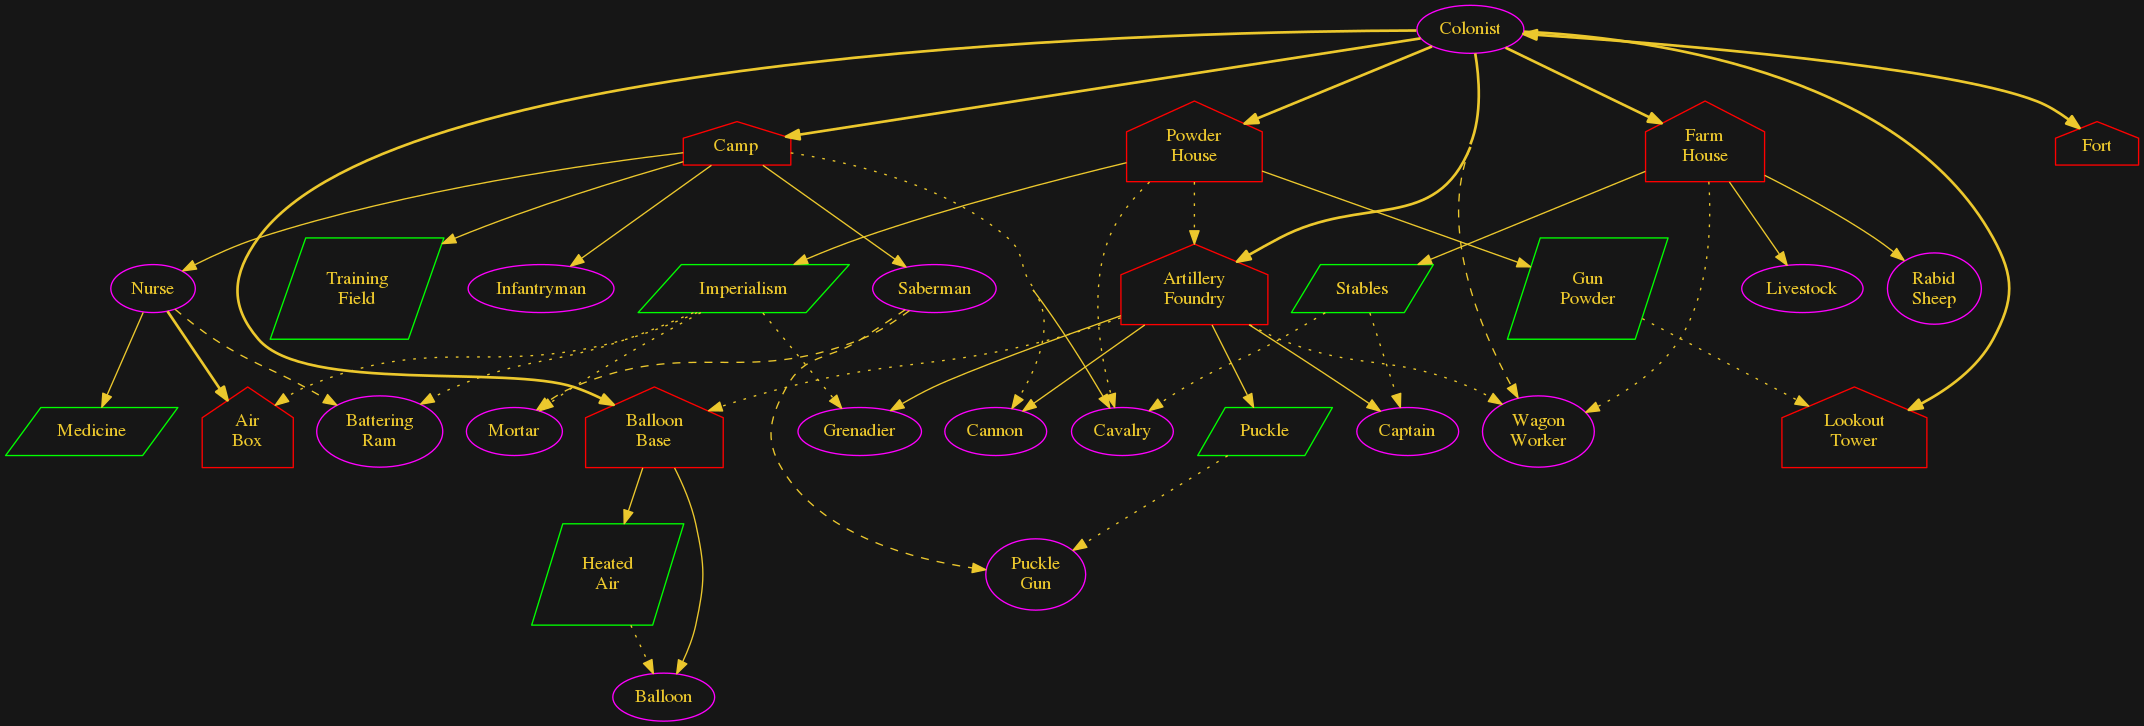 Colonist
Camp
Powder
House
Farm
House
Fort
Nurse
Training
Field
Infantryman
Imperialism
Saberman
Artillery
Foundry
Stables
Gun
Powder
Livestock
Rabid
Sheep
Medicine
Air
Box
Battering
Ram
Mortar
Balloon
Base
Grenadier
Cannon
Cavalry
Puckle
Captain
Wagon
Worker
Lookout
Tower
Heated
Air
Puckle
Gun
Balloon